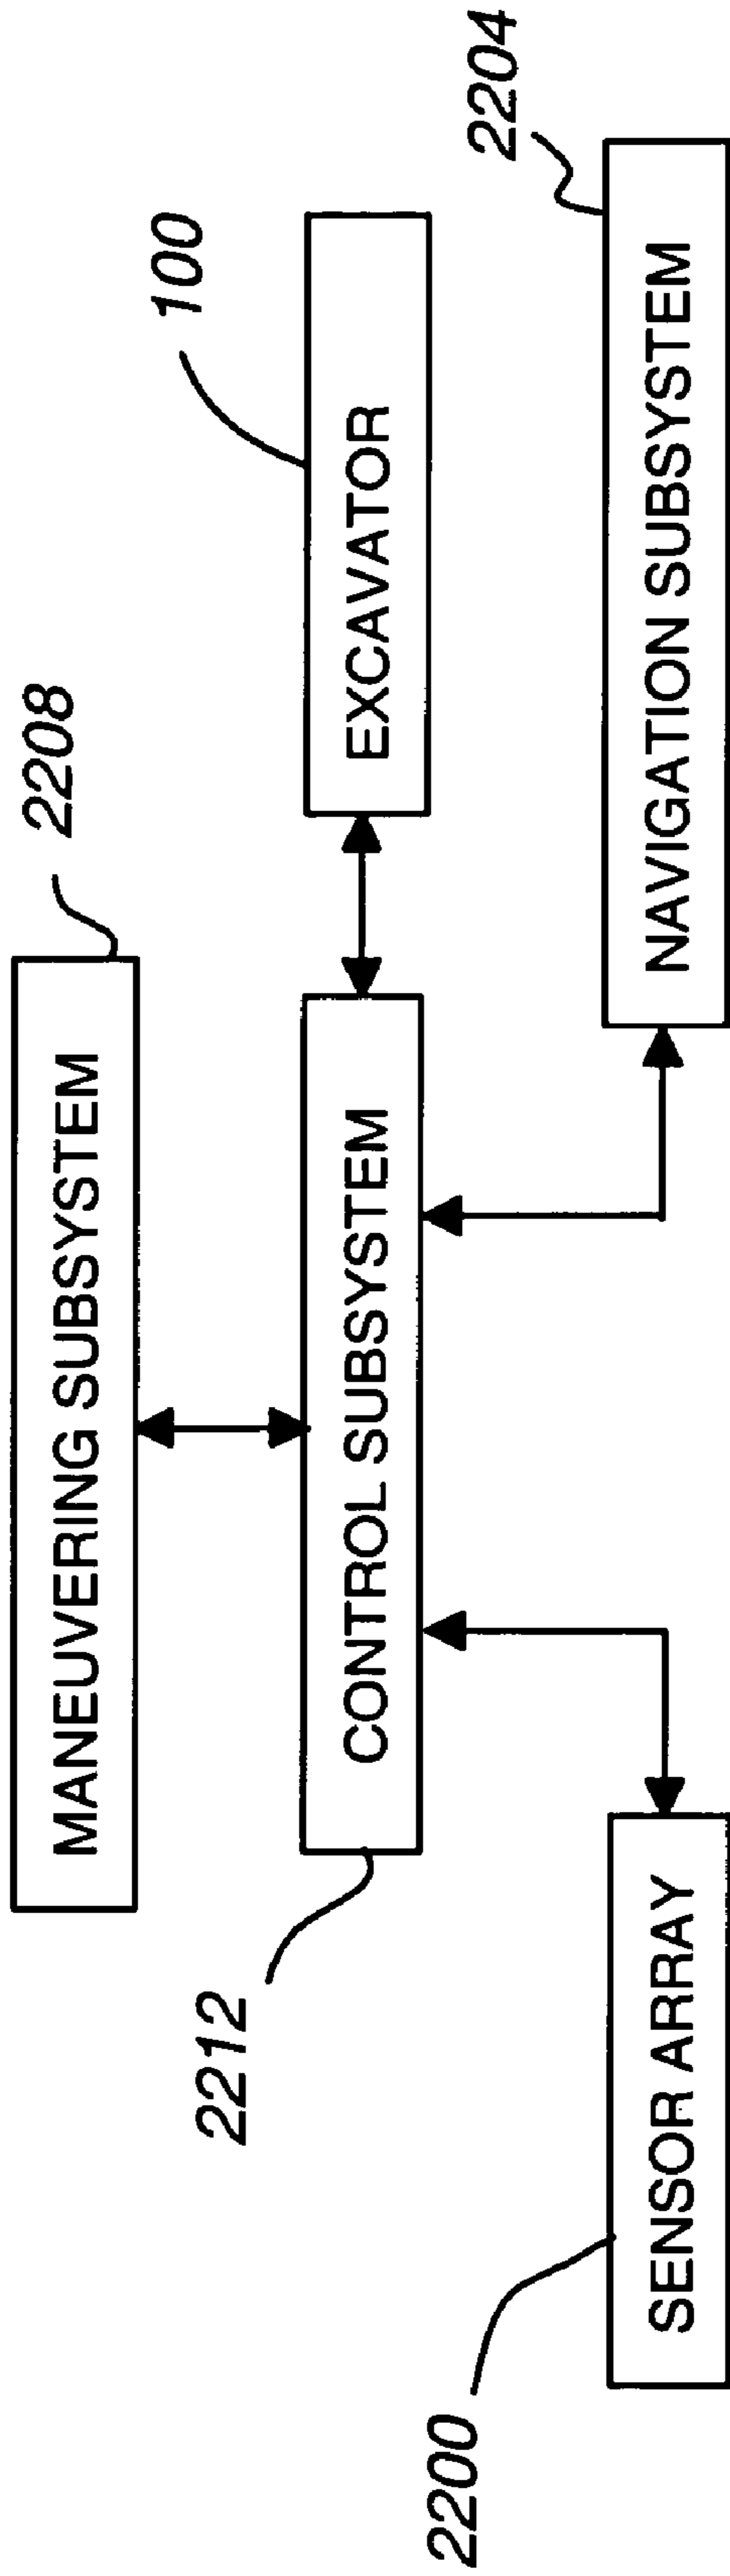 2208
MANEUVERING SUBSYSTEM
100
2212
CONTROL SUBSYSTEM
EXCAVATOR
2204
2200
SENSOR ARRAY
NAVIGATION SUBSYSTEM